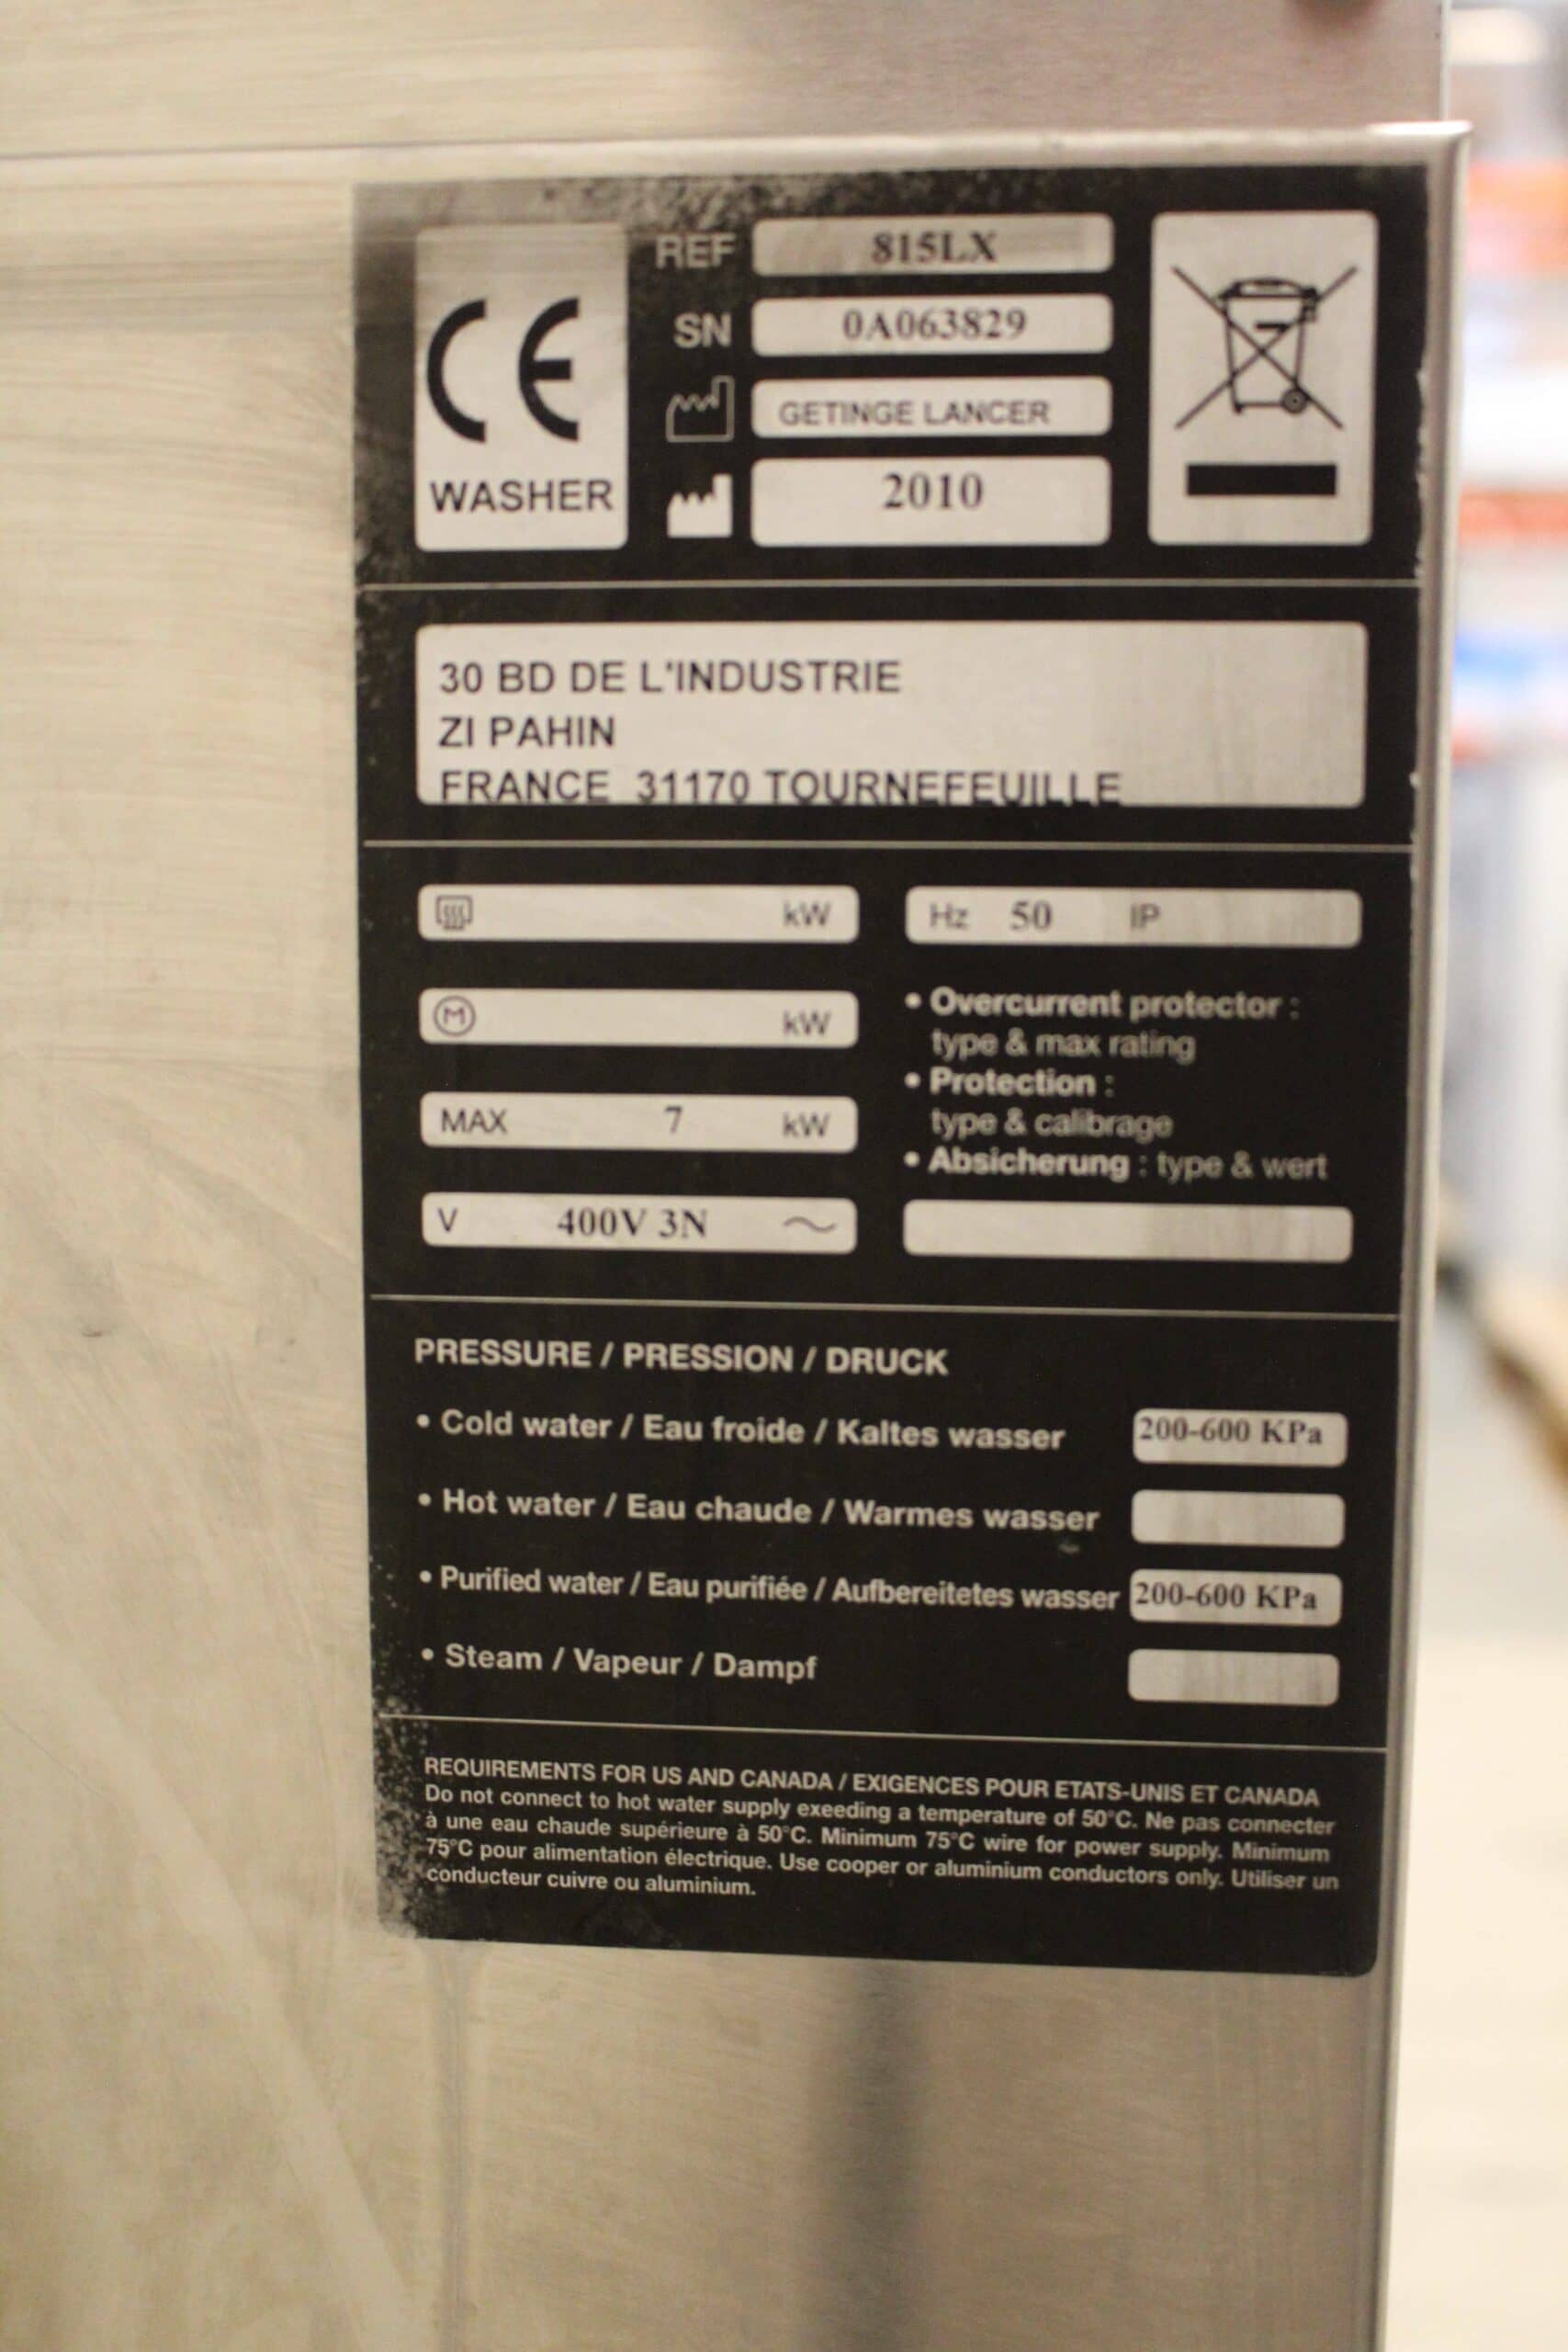 CE
WASHER
REF 815LX
SN 0A063829
GETINGE LANCER
2010
30 BD DE L'INDUSTRIE
ZI PAHIN
FRANCE 31170 TOURNEFEUILLE
kW
Hz 50 IP
M kW
MAX 7 kW
V 400V 3N ~
• Overcurrent protector :
type & max rating
• Protection :
type & calibrage
• Absicherung : type & wert
PRESSURE / PRESSION / DRUCK
• Cold water / Eau froide / Kaltes wasser 200-600 KPa
• Hot water / Eau chaude / Warmes wasser
• Purified water / Eau purifiée / Aufbereitetes wasser 200-600 KPa
• Steam / Vapeur / Dampf
REQUIREMENTS FOR US AND CANADA / EXIGENCES POUR ETATS-UNIS ET CANADA
Do not connect to hot water supply exeeding a temperature of 50°C. Ne pas connecter
à une eau chaude supérieure à 50°C. Minimum 75°C wire for power supply. Minimum
75°C pour alimentation électrique. Use cooper or aluminium conductors only. Utiliser un
conducteur cuivre ou aluminium.